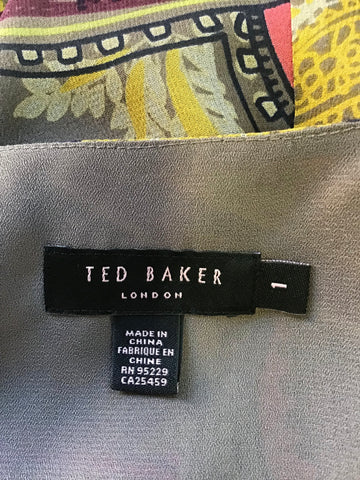 TED BAKER
LONDON
1
MADE IN
CHINA
FABRIQUE EN
CHINE
RN 95229
CA25459